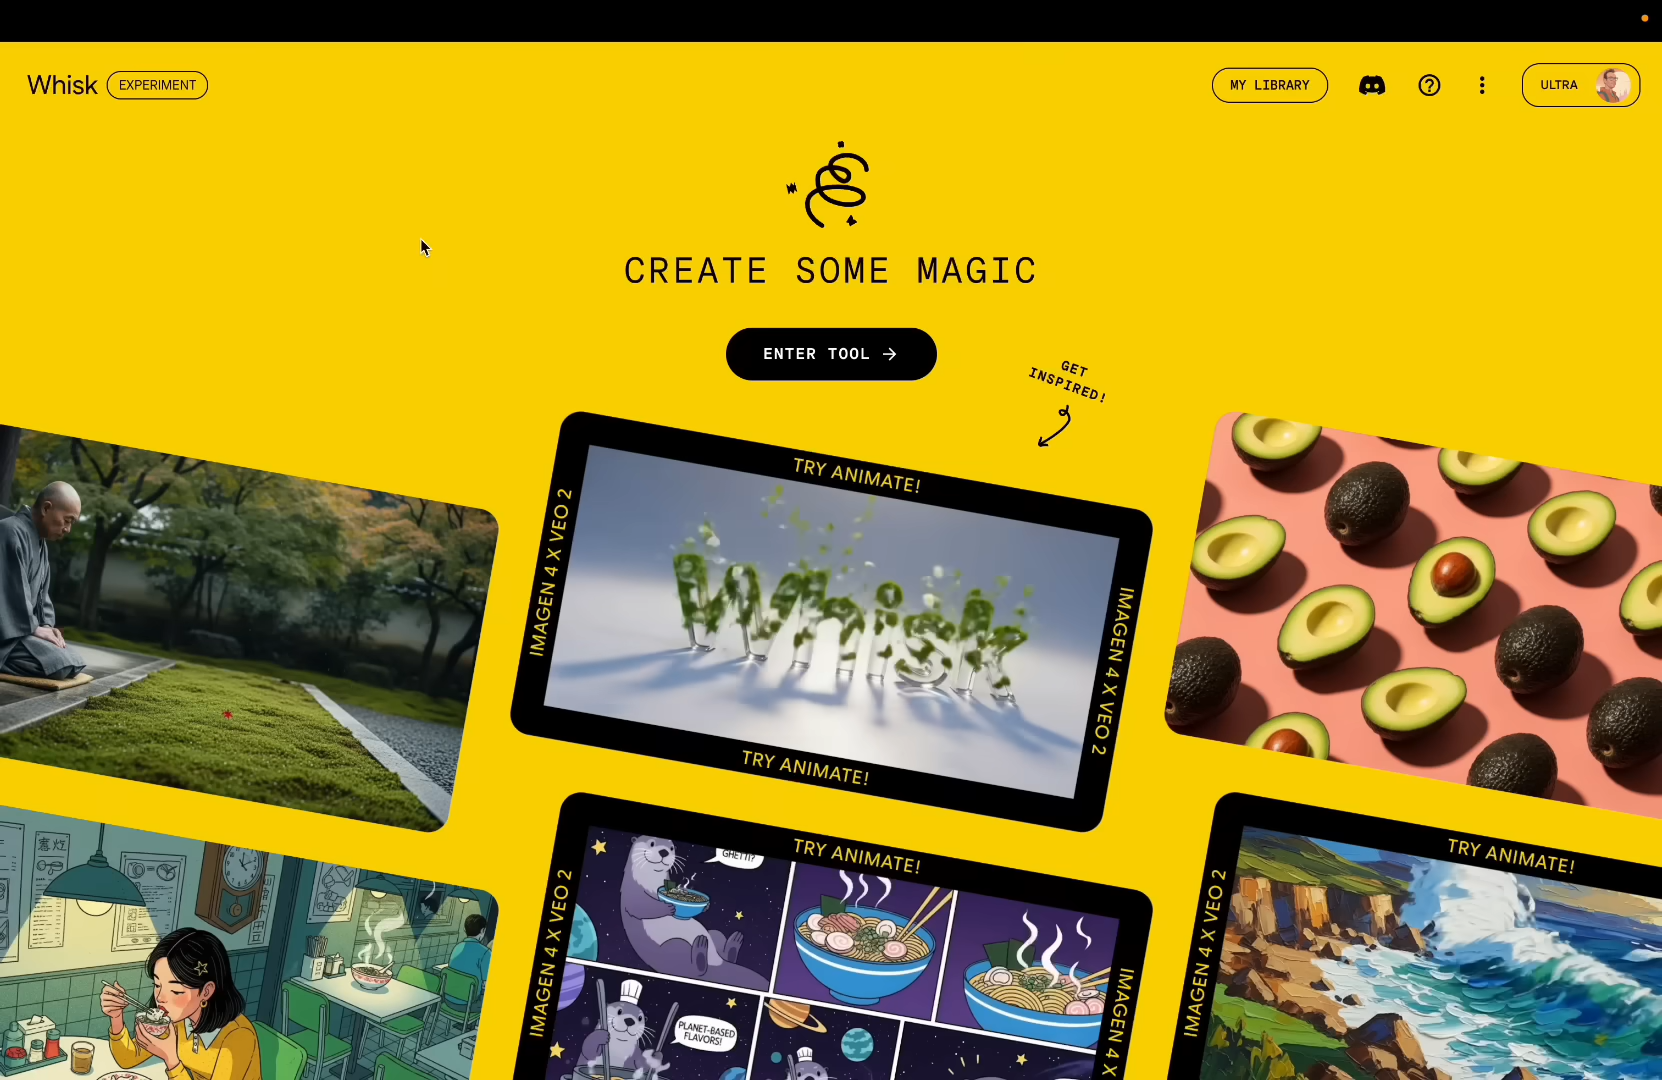 Whisk
EXPERIMENT
MY LIBRARY
ULTRA
CREATE SOME MAGIC
ENTER TOOL →
GET
INSPIRED!
TRY ANIMATE!
IMAGEN 4 X VEO 2
Whisk
IMAGEN 4 X VEO 2
TRY ANIMATE!
TRY ANIMATE!
IMAGEN 4 X VEO 2
GHETTI?
PLANET-BASED
FLAVORS!
IMAGEN 4 X
TRY ANIMATE!
IMAGEN 4 X VEO 2